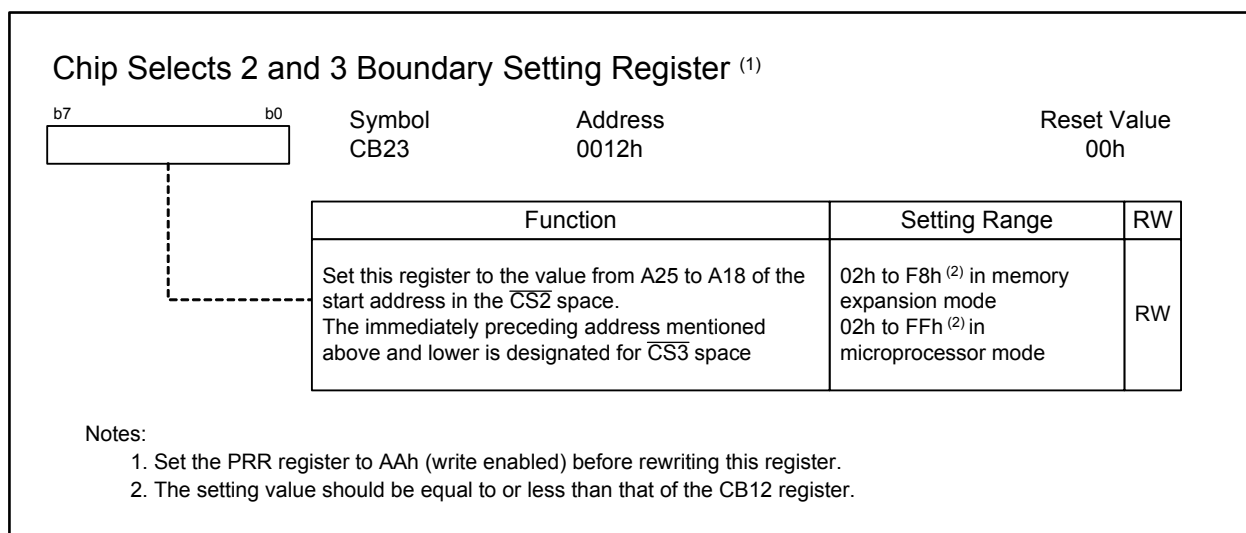 Chip Selects 2 and 3 Boundary Setting Register (1)
b7 b0
Symbol Address Reset Value
CB23 0012h 00h
Function Setting Range RW
Set this register to the value from A25 to A18 of the
start address in the CS2 space.
The immediately preceding address mentioned
above and lower is designated for CS3 space
02h to F8h (2) in memory
expansion mode
02h to FFh (2) in
microprocessor mode
RW
Notes:
1. Set the PRR register to AAh (write enabled) before rewriting this register.
2. The setting value should be equal to or less than that of the CB12 register.